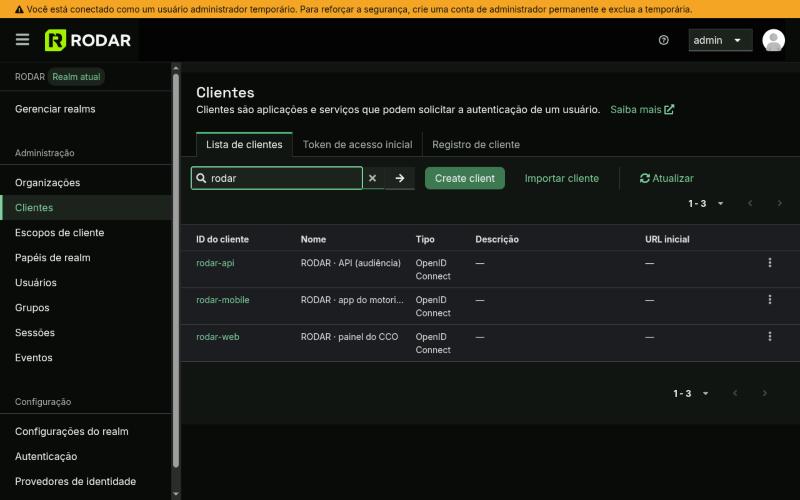 Você está conectado como um usuário administrador temporário. Para reforçar a segurança, crie uma conta de administrador permanente e exclua a temporária.
RODAR
admin
RODAR Realm atual
Gerenciar realms
Administração
Organizações
Clientes
Escopos de cliente
Papéis de realm
Usuários
Grupos
Sessões
Eventos
Configuração
Configurações do realm
Autenticação
Provedores de identidade
Clientes
Clientes são aplicações e serviços que podem solicitar a autenticação de um usuário. Saiba mais
Lista de clientes Token de acesso inicial Registro de cliente
rodar Create client Importar cliente Atualizar
1 - 3
ID do cliente Nome Tipo Descrição URL inicial
rodar-api RODAR · API (audiência) OpenID Connect — —
rodar-mobile RODAR · app do motori... OpenID Connect — —
rodar-web RODAR · painel do CCO OpenID Connect — —
1 - 3